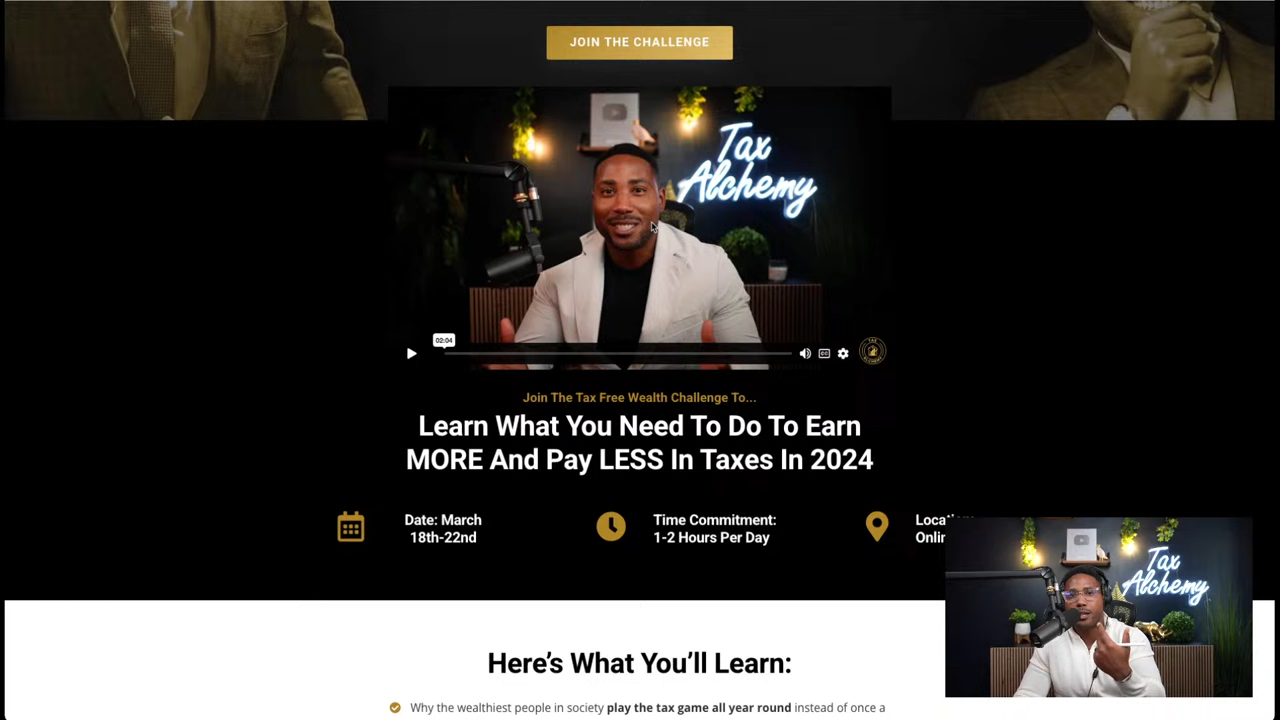 JOIN THE CHALLENGE
Tax
Alchemy
02:04
Join The Tax Free Wealth Challenge To...
Learn What You Need To Do To Earn
MORE And Pay LESS In Taxes In 2024
Date: March
18th-22nd
Time Commitment:
1-2 Hours Per Day
Tax
Alchemy
Here's What You'll Learn:
Why the wealthiest people in society play the tax game all year round instead of once a